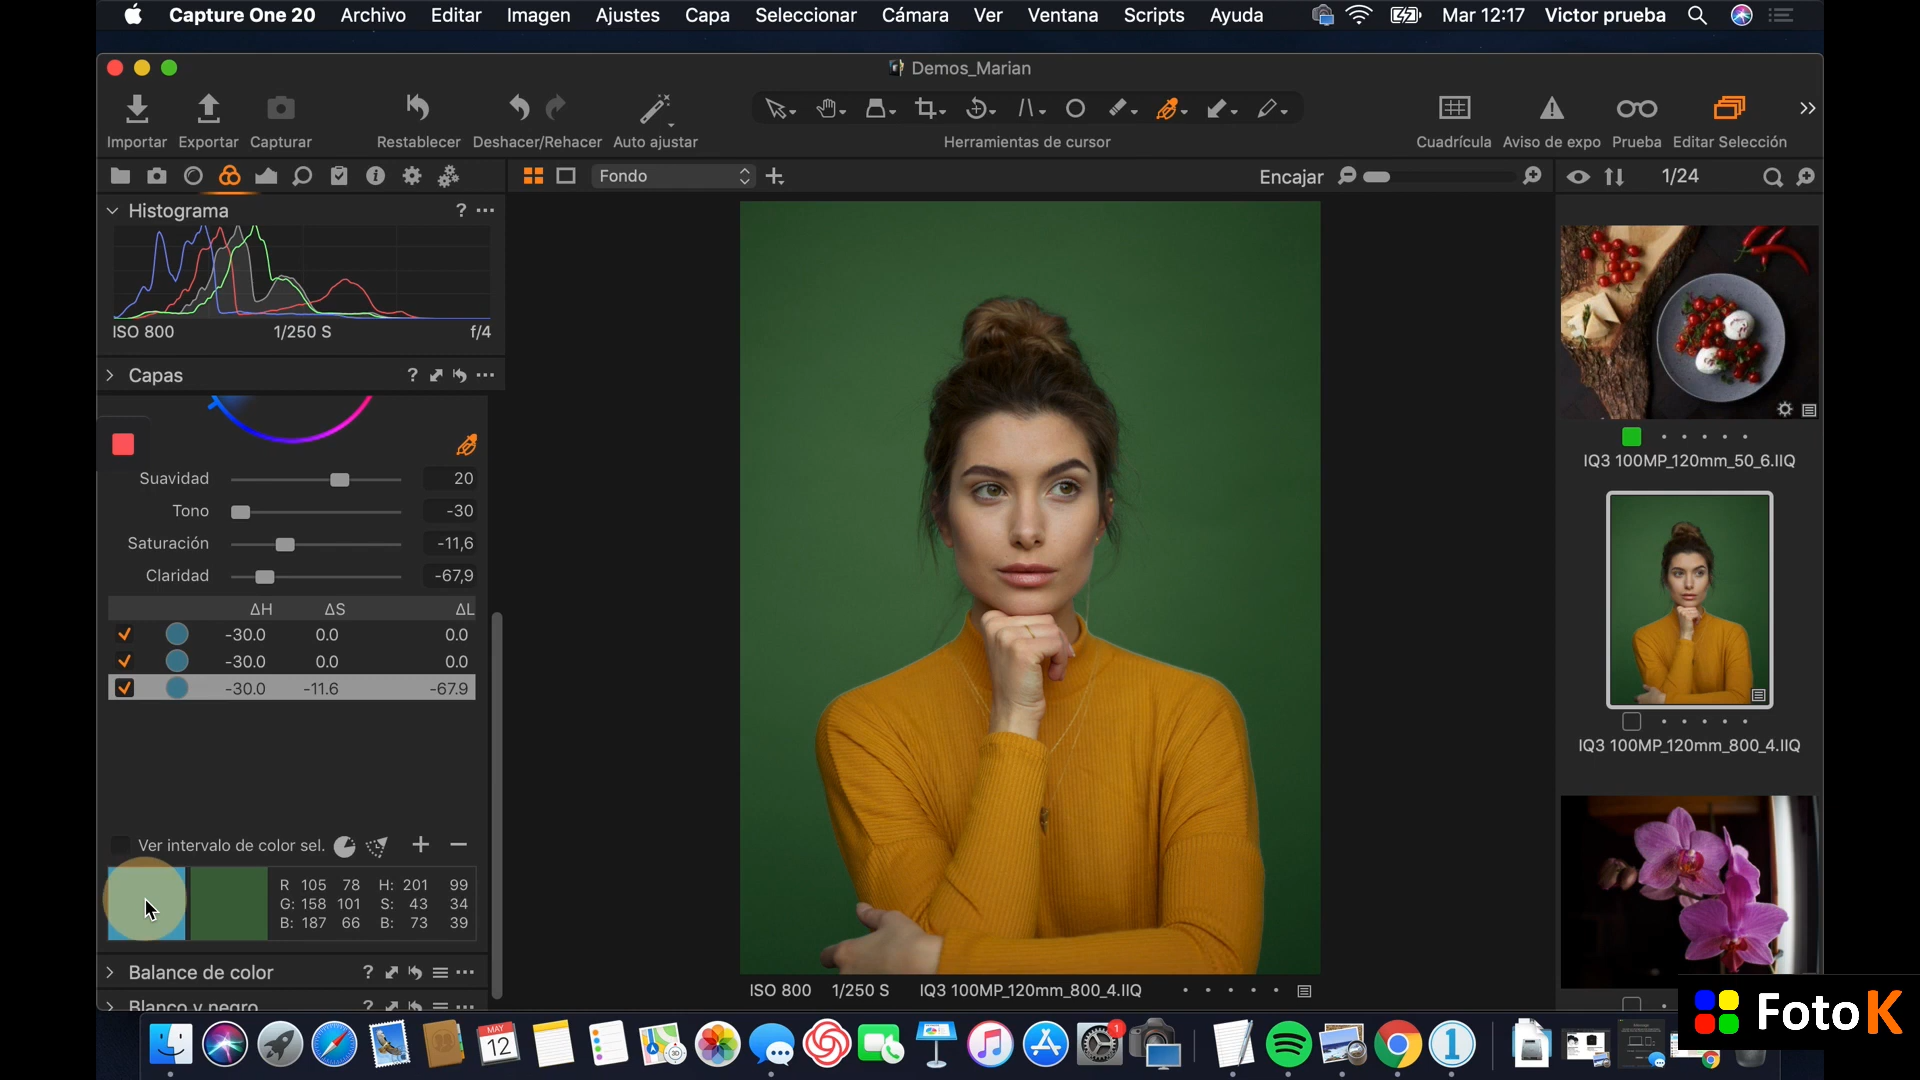 Capture One 20 Archivo Editar Imagen Ajustes Capa Seleccionar Cámara Ver Ventana Scripts Ayuda Mar 12:17 Victor prueba
Demos_Marian
Importar Exportar Capturar Restablecer Deshacer/Rehacer Auto ajustar Herramientas de cursor Cuadrícula Aviso de expo Prueba Editar Selección
Fondo Encajar 1/24
Histograma ?
ISO 800 1/250 S f/4
Capas ?
Suavidad 20
Tono -30
Saturación -11,6
Claridad -67,9
ΔH ΔS ΔL
-30.0 0.0 0.0
-30.0 0.0 0.0
-30.0 -11.6 -67.9
Ver intervalo de color sel.
R 105 78 H: 201 99
G: 158 101 S: 43 34
B: 187 66 B: 73 39
Balance de color ?
Blanco y negro ?
ISO 800 1/250 S IQ3 100MP_120mm_800_4.IIQ
IQ3 100MP_120mm_50_6.IIQ
IQ3 100MP_120mm_800_4.IIQ
FotoK
MAY
12
3D
1
1